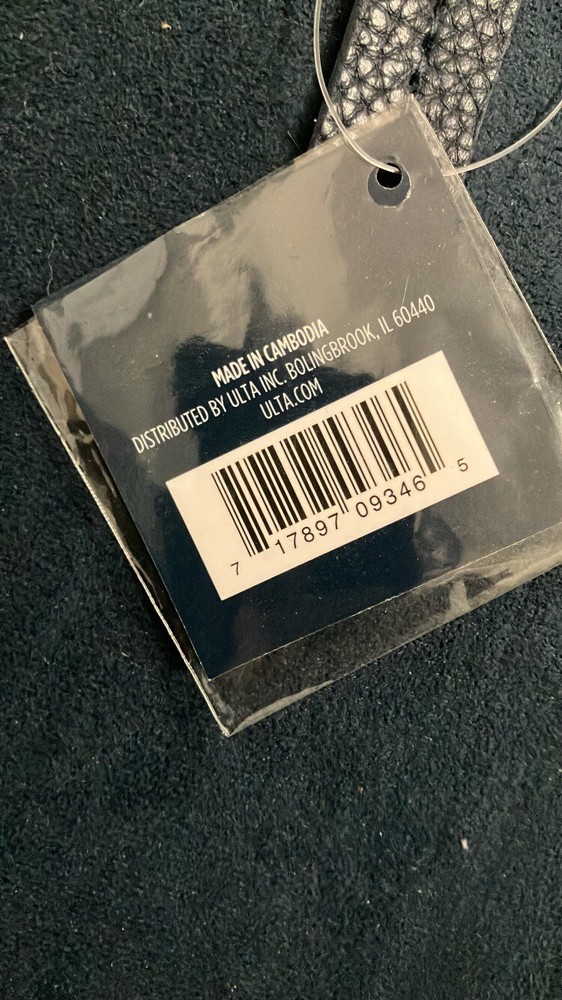 MADE IN CAMBODIA
DISTRIBUTED BY ULTA INC. BOLINGBROOK, IL 60440
ULTA.COM
7 17897 09346 5